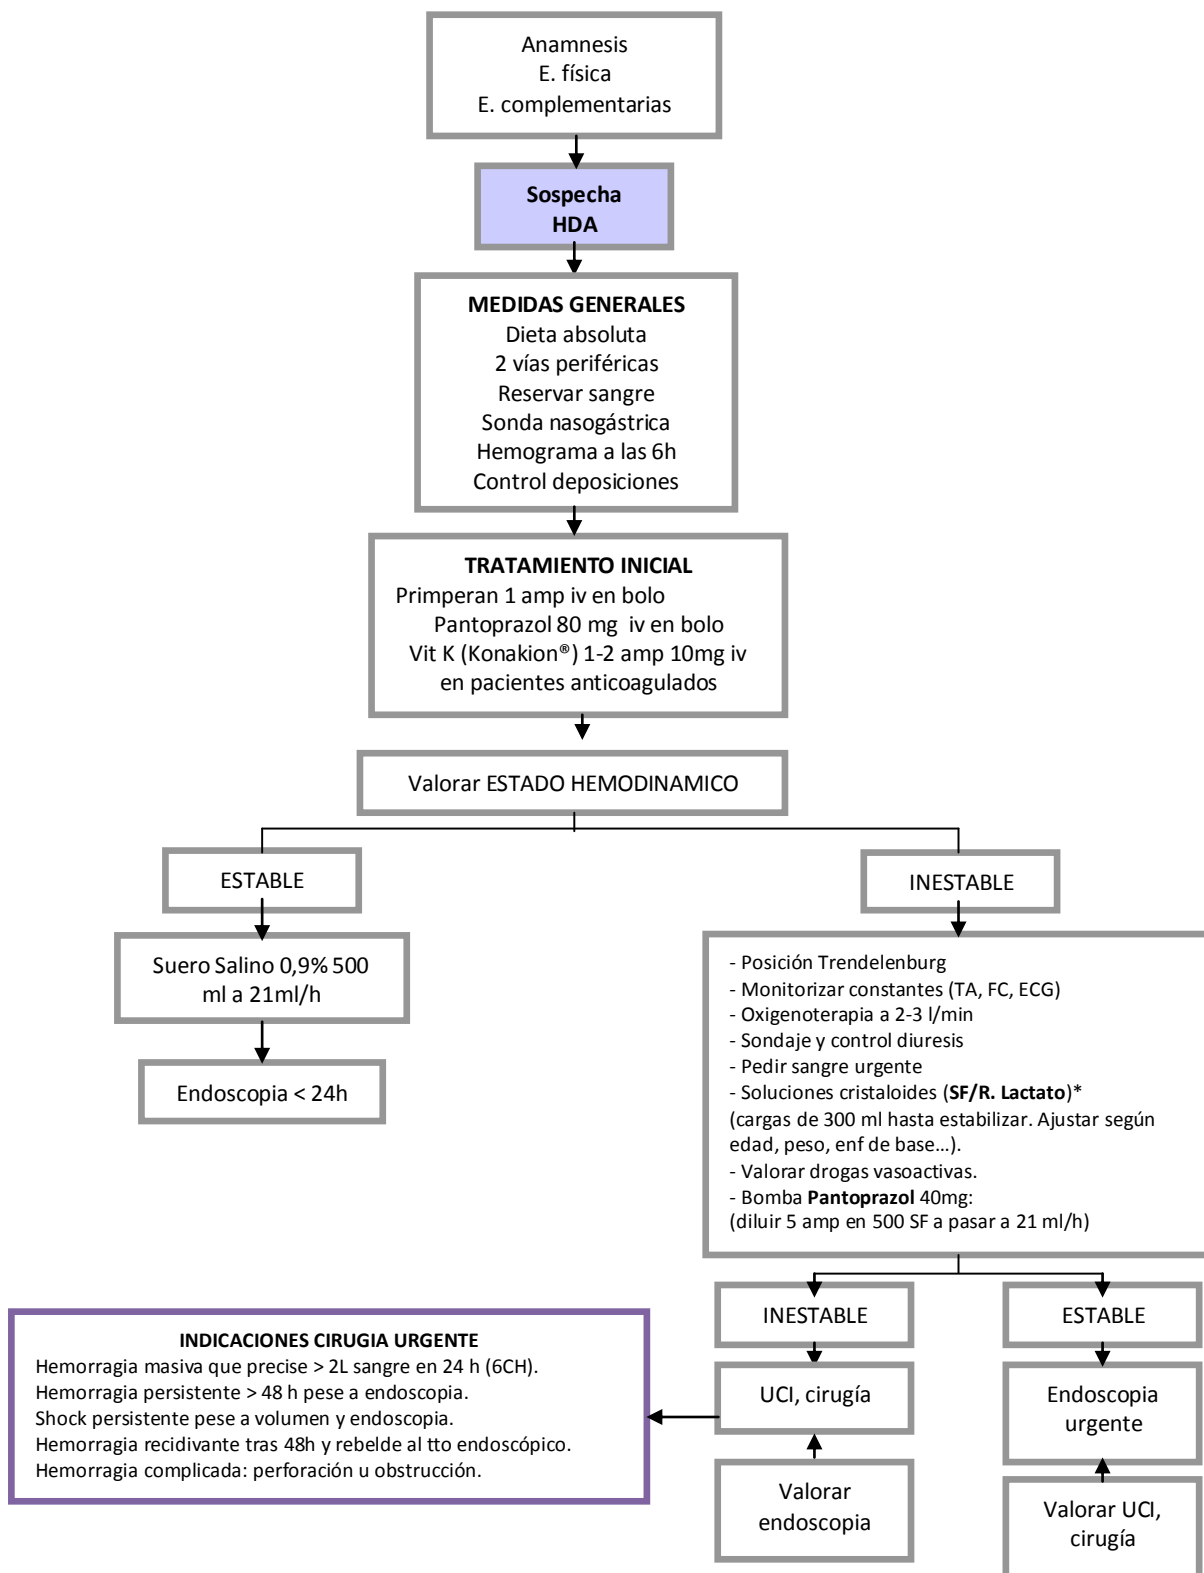 Anamnesis
E. física
E. complementarias
Sospecha
HDA
MEDIDAS GENERALES
Dieta absoluta
2 vías periféricas
Reservar sangre
Sonda nasogástrica
Hemograma a las 6h
Control deposiciones
TRATAMIENTO INICIAL
Primperan 1 amp iv en bolo
Pantoprazol 80 mg iv en bolo
Vit K (Konakion®) 1-2 amp 10mg iv
en pacientes anticoagulados
Valorar ESTADO HEMODINAMICO
ESTABLE
Suero Salino 0,9% 500
ml a 21ml/h
Endoscopia < 24h
INESTABLE
- Posición Trendelenburg
- Monitorizar constantes (TA, FC, ECG)
- Oxigenoterapia a 2-3 l/min
- Sondaje y control diuresis
- Pedir sangre urgente
- Soluciones cristaloides (SF/R. Lactato)*
(cargas de 300 ml hasta estabilizar. Ajustar según
edad, peso, enf de base…).
- Valorar drogas vasoactivas.
- Bomba Pantoprazol 40mg:
(diluir 5 amp en 500 SF a pasar a 21 ml/h)
INESTABLE
UCI, cirugía
Valorar
endoscopia
ESTABLE
Endoscopia
urgente
Valorar UCI,
cirugía
INDICACIONES CIRUGIA URGENTE
Hemorragia masiva que precise > 2L sangre en 24 h (6CH).
Hemorragia persistente > 48 h pese a endoscopia.
Shock persistente pese a volumen y endoscopia.
Hemorragia recidivante tras 48h y rebelde al tto endoscópico.
Hemorragia complicada: perforación u obstrucción.